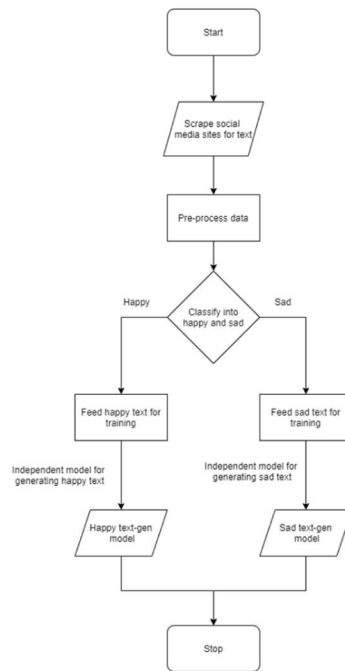 Start
Scrape social
media sites for text
Pre-process data
Happy
Sad
Classify into
happy and sad
Feed happy text for
training
Feed sad text for
training
Independent model for
generating happy text
Independent model for
generating sad text
Happy text-gen
model
Sad text-gen
model
Stop